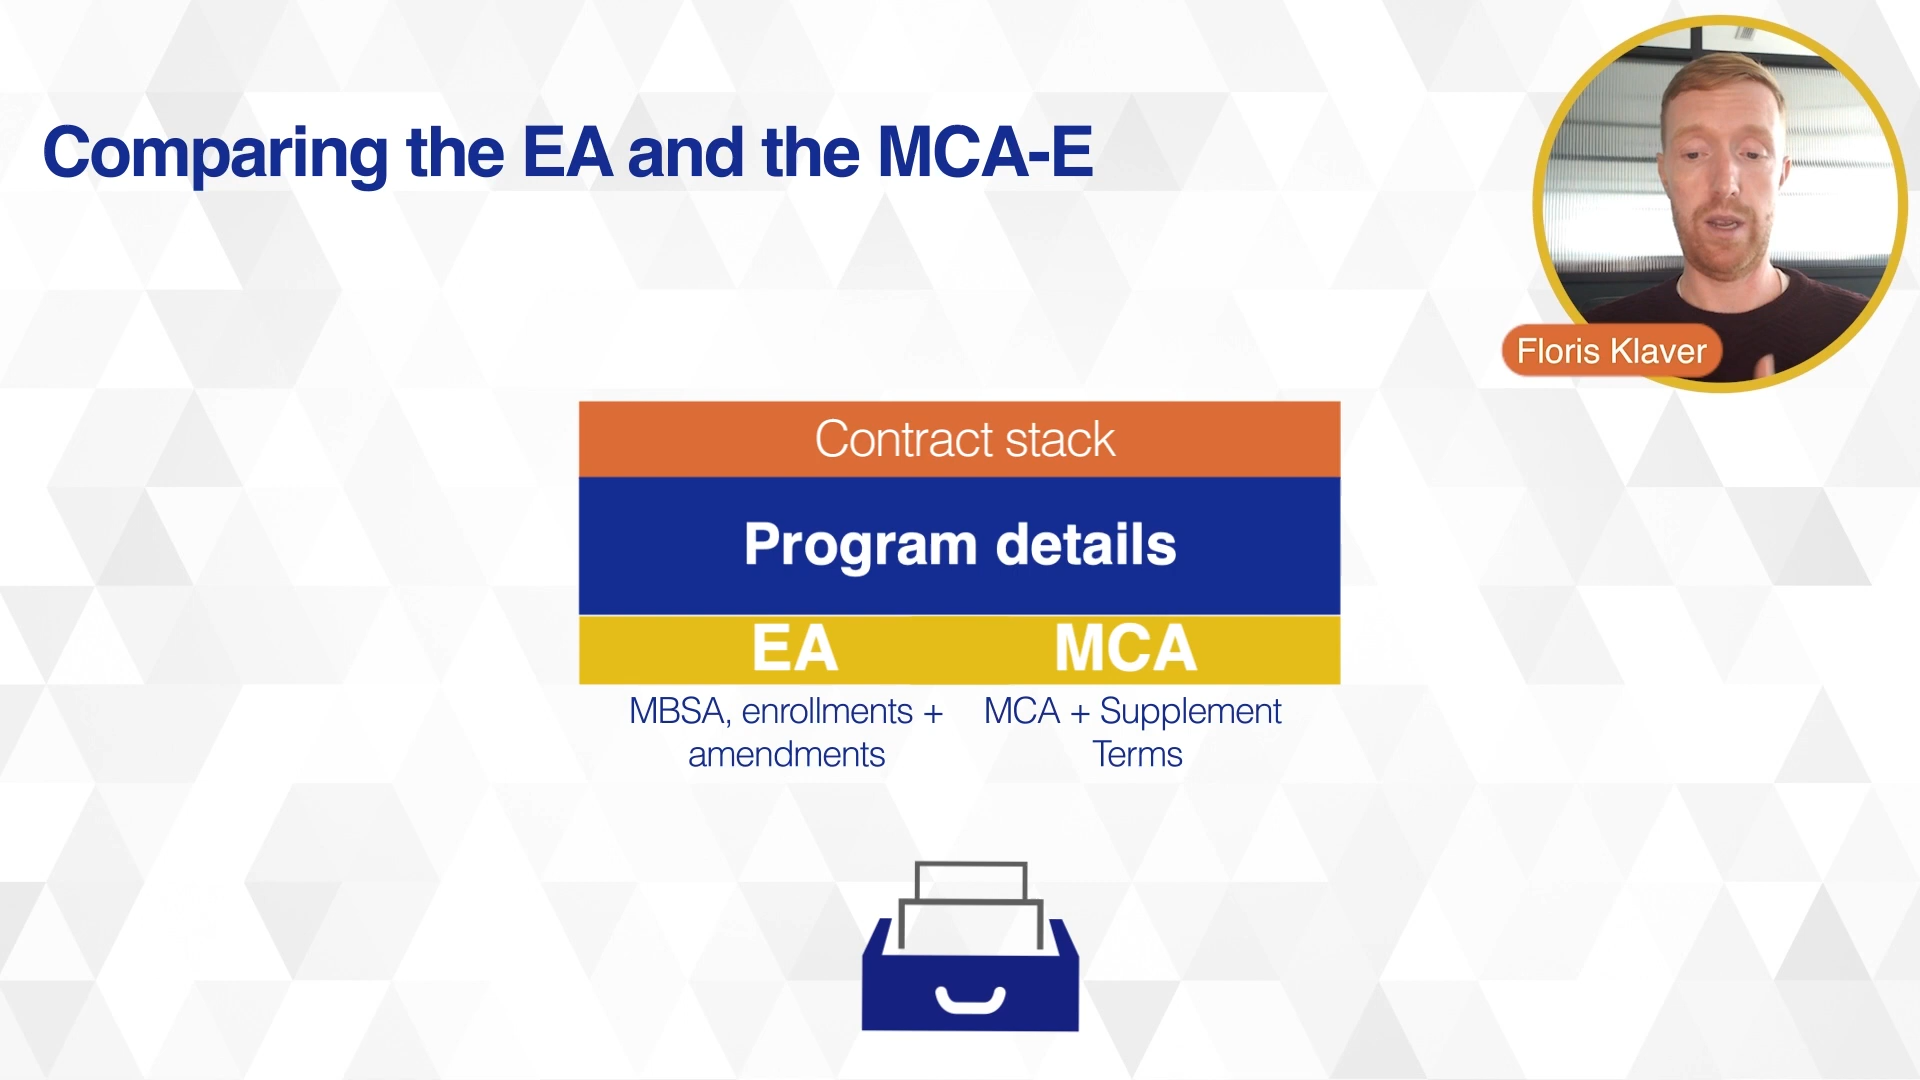 Comparing the EA and the MCA-E
Floris Klaver
Contract stack
Program details
EA MCA
MBSA, enrollments + MCA + Supplement
amendments Terms